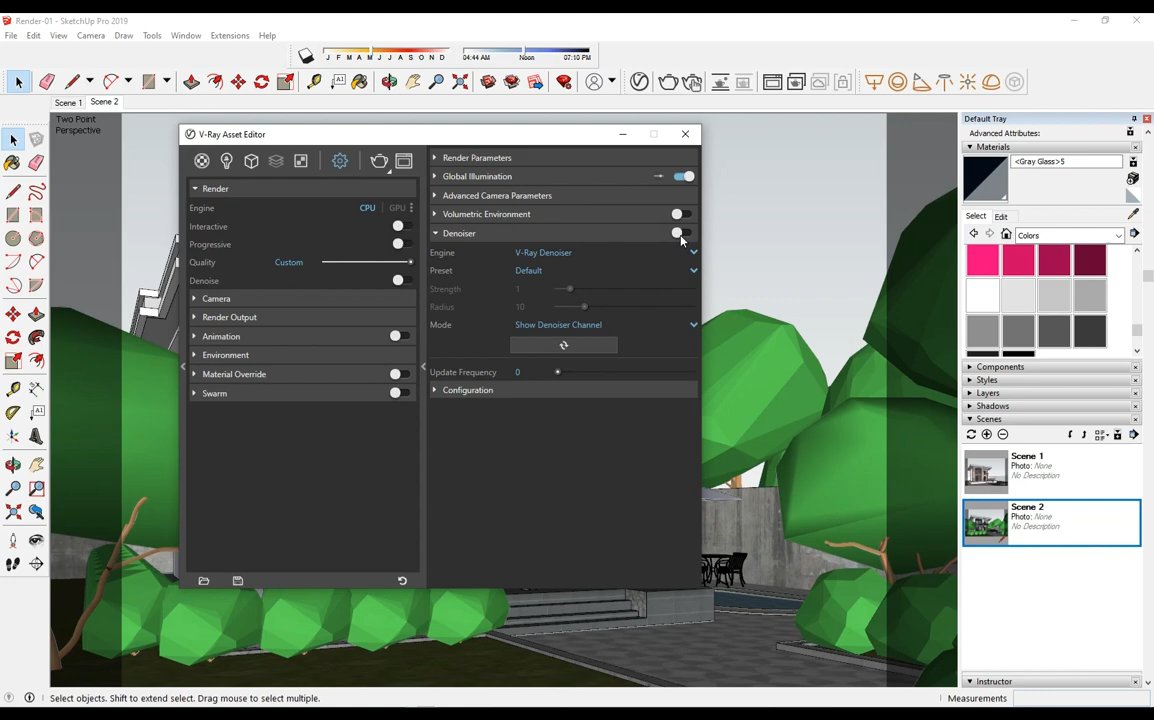 Render-01 - SketchUp Pro 2019
File Edit View Camera Draw Tools Window Extensions Help
J F M A M J J A S O N D
04:44 AM Noon 07:10 PM
Scene 1 Scene 2
Two Point
Perspective
V-Ray Asset Editor
Render
Engine CPU GPU
Interactive
Progressive
Quality Custom
Denoise
Camera
Render Output
Animation
Environment
Material Override
Swarm
Render Parameters
Global Illumination
Advanced Camera Parameters
Volumetric Environment
Denoiser
Engine V-Ray Denoiser
Preset Default
Strength 1
Radius 10
Mode Show Denoiser Channel
Update Frequency 0
Configuration
Default Tray
Advanced Attributes:
Materials
<Gray Glass>5
Select Edit
Colors
Components
Styles
Layers
Shadows
Scenes
Scene 1
Photo: None
No Description
Scene 2
Photo: None
No Description
Instructor
Select objects. Shift to extend select. Drag mouse to select multiple.
Measurements